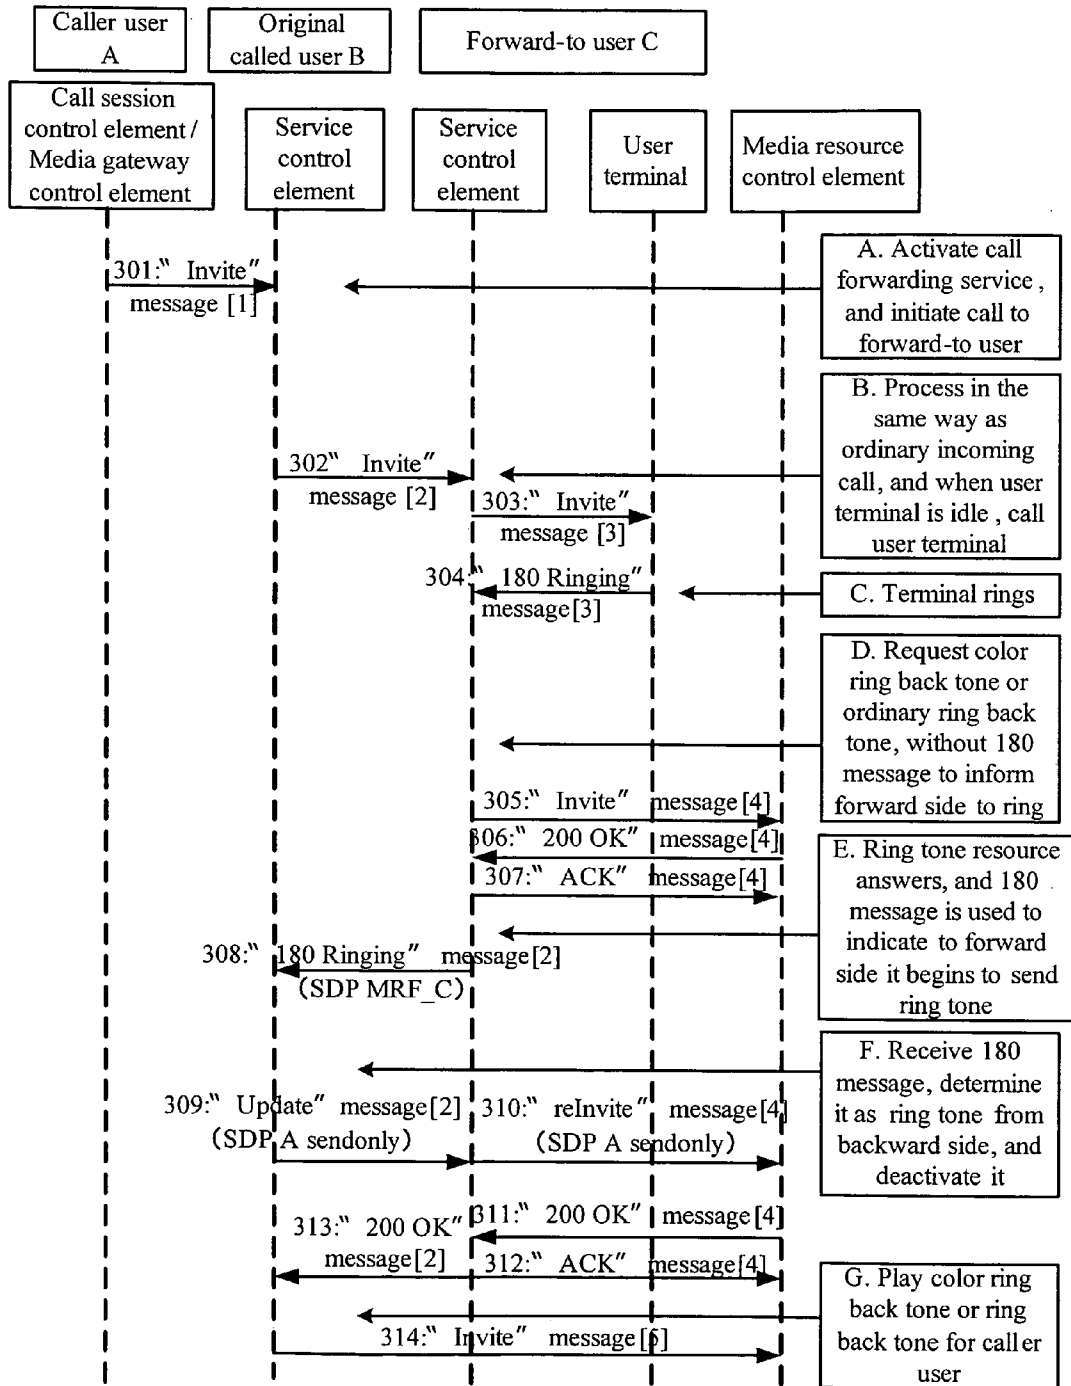 Caller user
A
Original
called user B
Forward-to user C
Call session
control element /
Media gateway
control element
Service
control
element
Service
control
element
User
terminal
Media resource
control element
301:“ Invite”
message [1]
A. Activate call
forwarding service ,
and initiate call to
forward-to user
B. Process in the
same way as
ordinary incoming
call, and when user
terminal is idle , call
user terminal
302“ Invite”
message [2]
303:“ Invite”
message [3]
304:“ 180 Ringing”
message[3]
C. Terminal rings
D. Request color
ring back tone or
ordinary ring back
tone, without 180
message to inform
forward side to ring
305:“ Invite” message[4]
306:“ 200 OK” message[4]
307:“ ACK” message[4]
E. Ring tone resource
answers, and 180
message is used to
indicate to forward
side it begins to send
ring tone
308:“ 180 Ringing” message[2]
(SDP MRF_C)
F. Receive 180
message, determine
it as ring tone from
backward side, and
deactivate it
309:“ Update” message[2]
(SDP A sendonly)
310:“ reInvite” message[4]
(SDP A sendonly)
311:“ 200 OK” message[4]
313:“ 200 OK”
message[2]
312:“ ACK” message[4]
G. Play color ring
back tone or ring
back tone for caller
user
314:“ Invite” message[5]